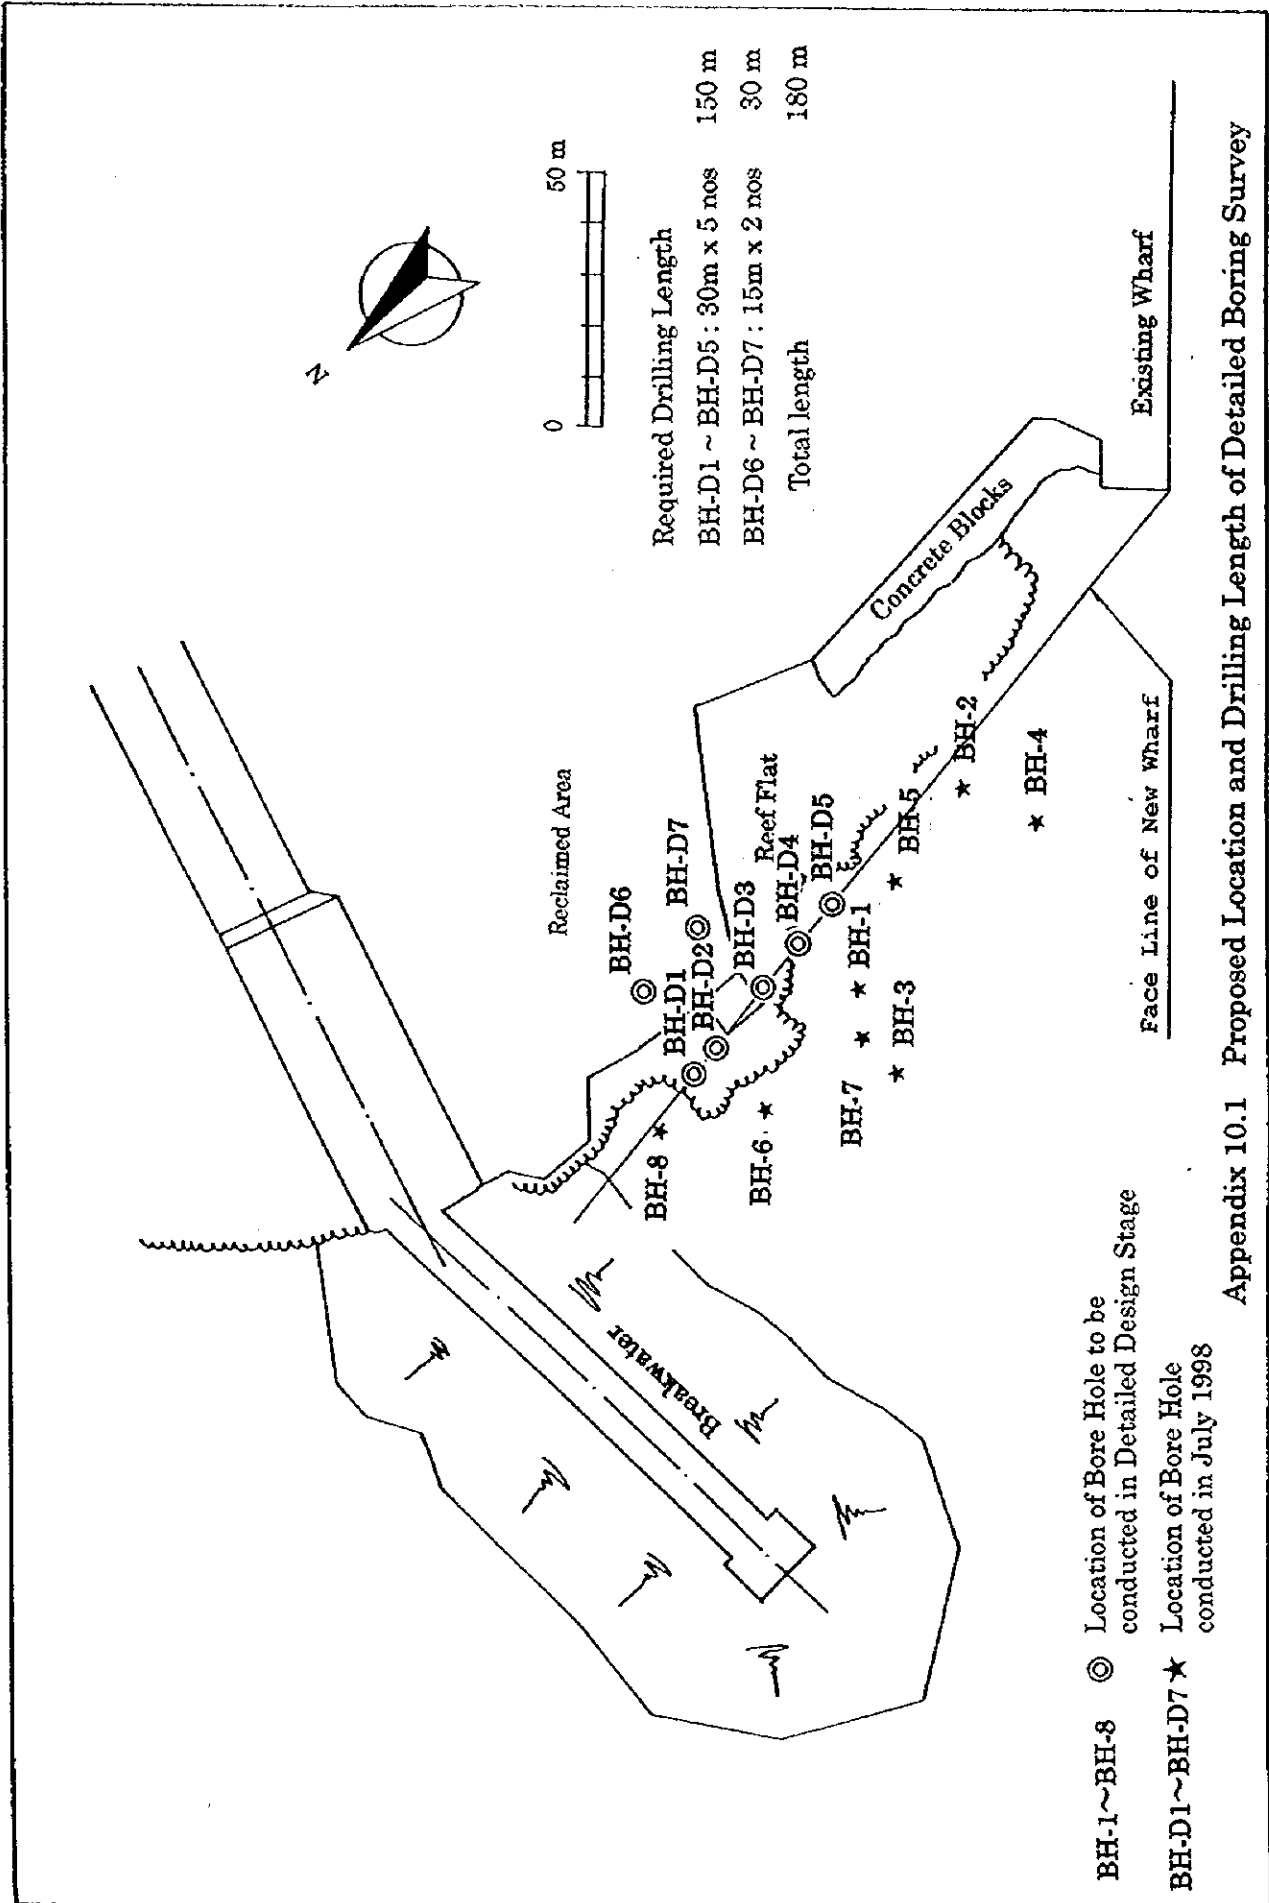 N
0 50 m
Required Drilling Length
BH-D1 ~ BH-D5 : 30m x 5 nos 150 m
BH-D6 ~ BH-D7 : 15m x 2 nos 30 m
Total length 180 m
Reclaimed Area
BH-D6
BH-D7
BH-D1
BH-D2
BH-D3
Reef Flat
BH-D4
BH-D5
Concrete Blocks
BH-8
BH-6
BH-7
BH-1
BH-3
BH-5
BH-2
BH-4
Breakwater
Existing Wharf
Face Line of New Wharf
BH-1~BH-8 ◎ Location of Bore Hole to be
conducted in Detailed Design Stage
BH-D1~BH-D7 ★ Location of Bore Hole
conducted in July 1998
Appendix 10.1 Proposed Location and Drilling Length of Detailed Boring Survey